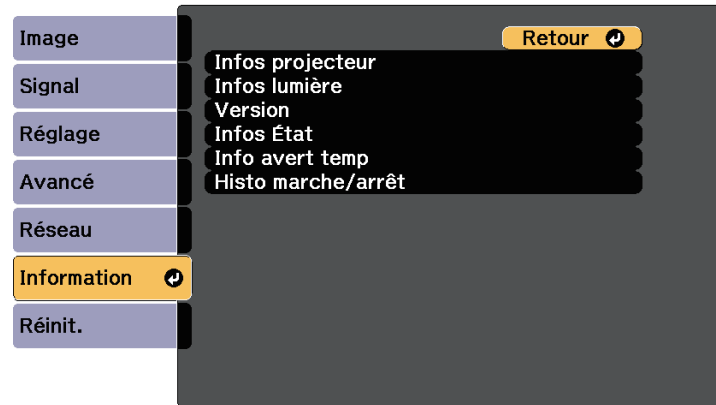 Image
Signal
Réglage
Avancé
Réseau
Information
Réinit.
Retour
Infos projecteur
Infos lumière
Version
Infos État
Info avert temp
Histo marche/arrêt